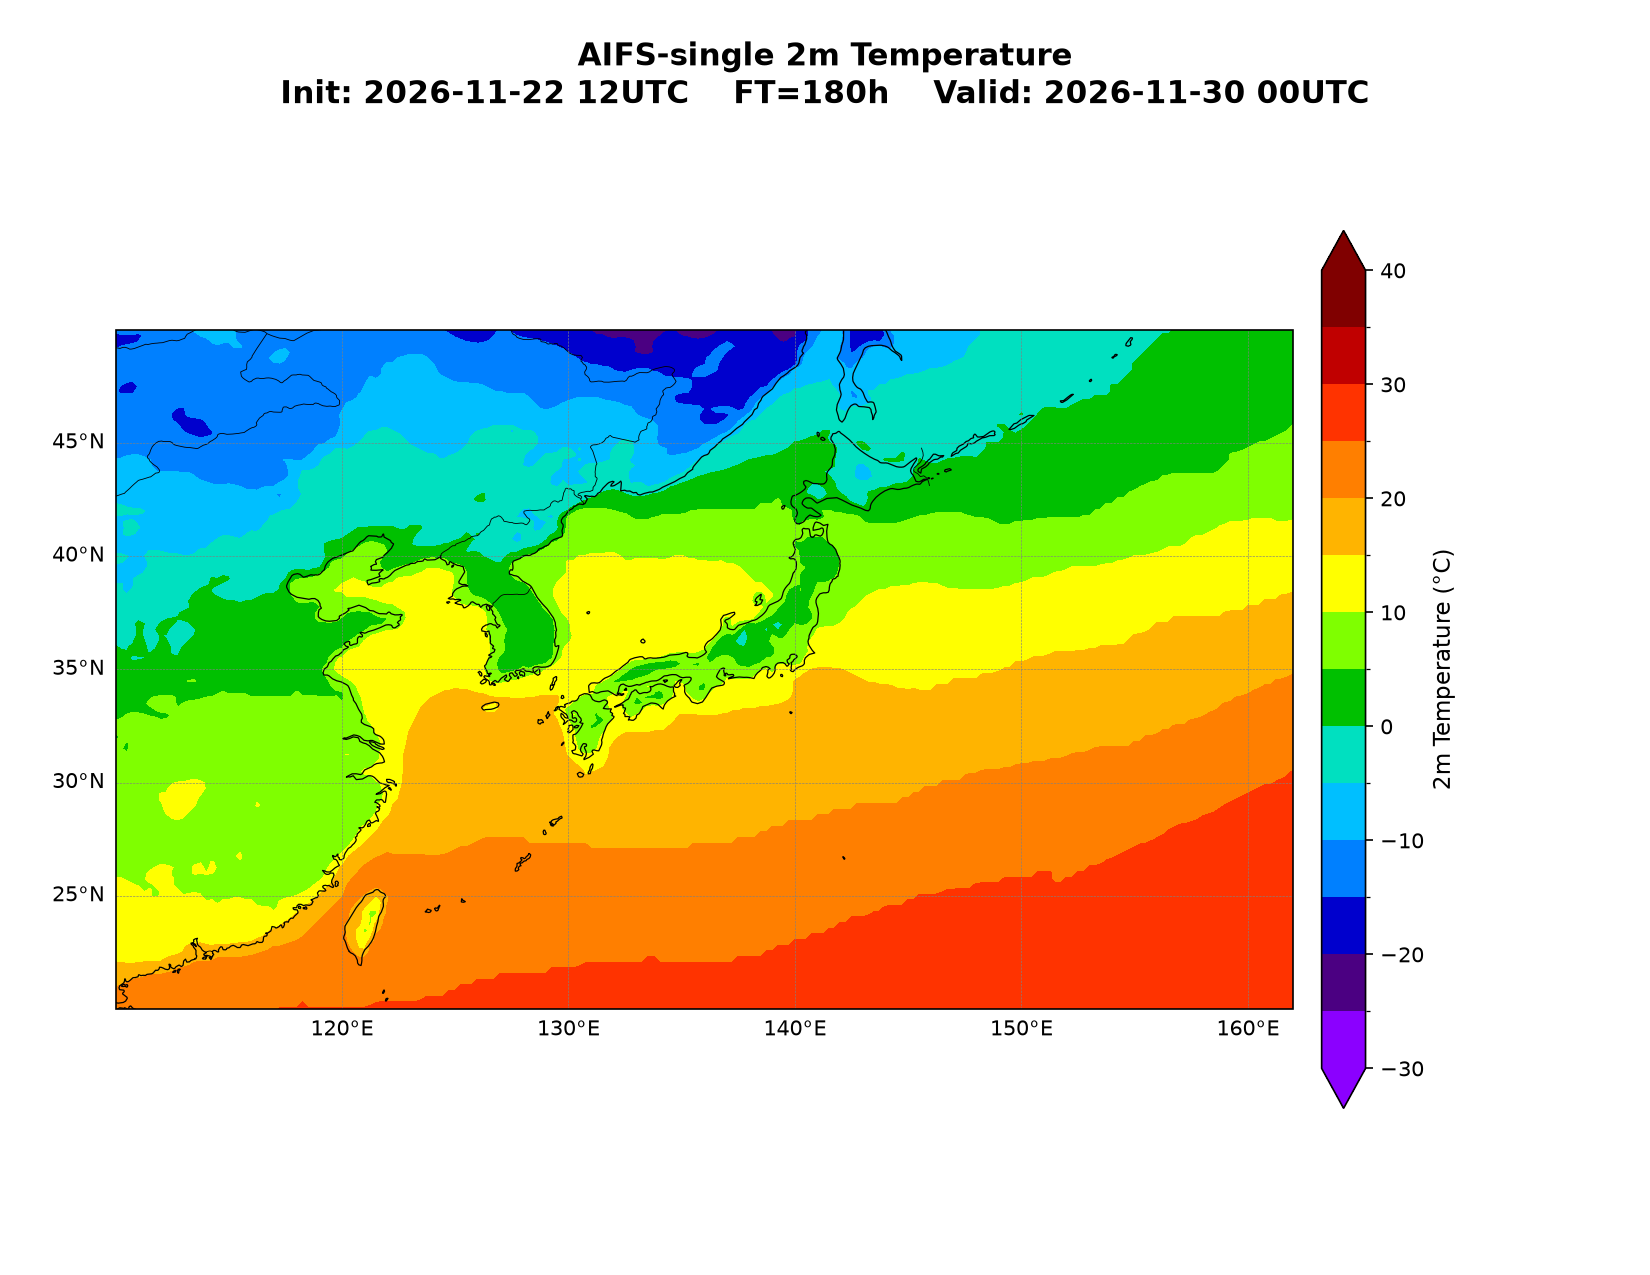 AIFS-single 2m Temperature
Init: 2026-11-22 12UTC    FT=180h    Valid: 2026-11-30 00UTC
45°N
40°N
35°N
30°N
25°N
120°E
130°E
140°E
150°E
160°E
40
30
20
10
0
−10
−20
−30
2m Temperature (°C)